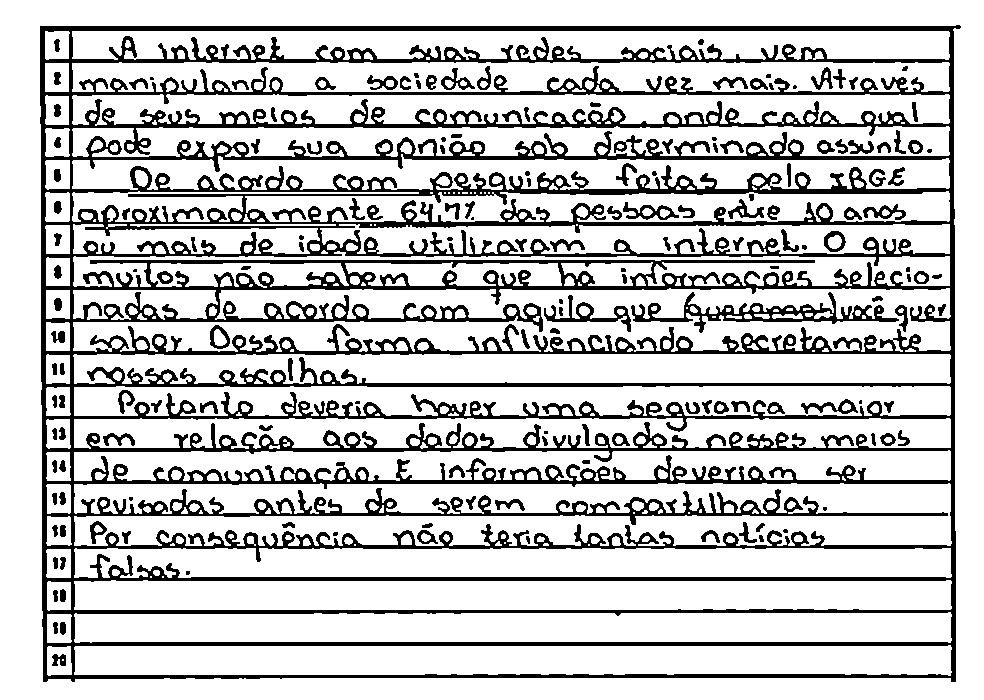 1 A internet com suas redes sociais, vem
2 manipulando a sociedade cada vez mais. Através
3 de seus meios de comunicação, onde cada qual
4 pode expor sua opnião sob determinado assunto.
5 De acordo com pesquisas feitas pelo IBGE
6 aproximadamente 64,7% das pessoas entre 10 anos
7 ou mais de idade utilizaram a internet. O que
8 muitos não sabem é que há informações selecio-
9 nadas de acordo com aquilo que (queremos) você quer
10 saber. Dessa forma influênciando secretamente
11 nossas escolhas.
12 Portanto deveria haver uma segurança maior
13 em relação aos dados divulgados nesses meios
14 de comunicação. E informações deveriam ser
15 revisadas antes de serem compartilhadas.
16 Por consequência não teria tantas notícias
17 falsas.
18
19
20